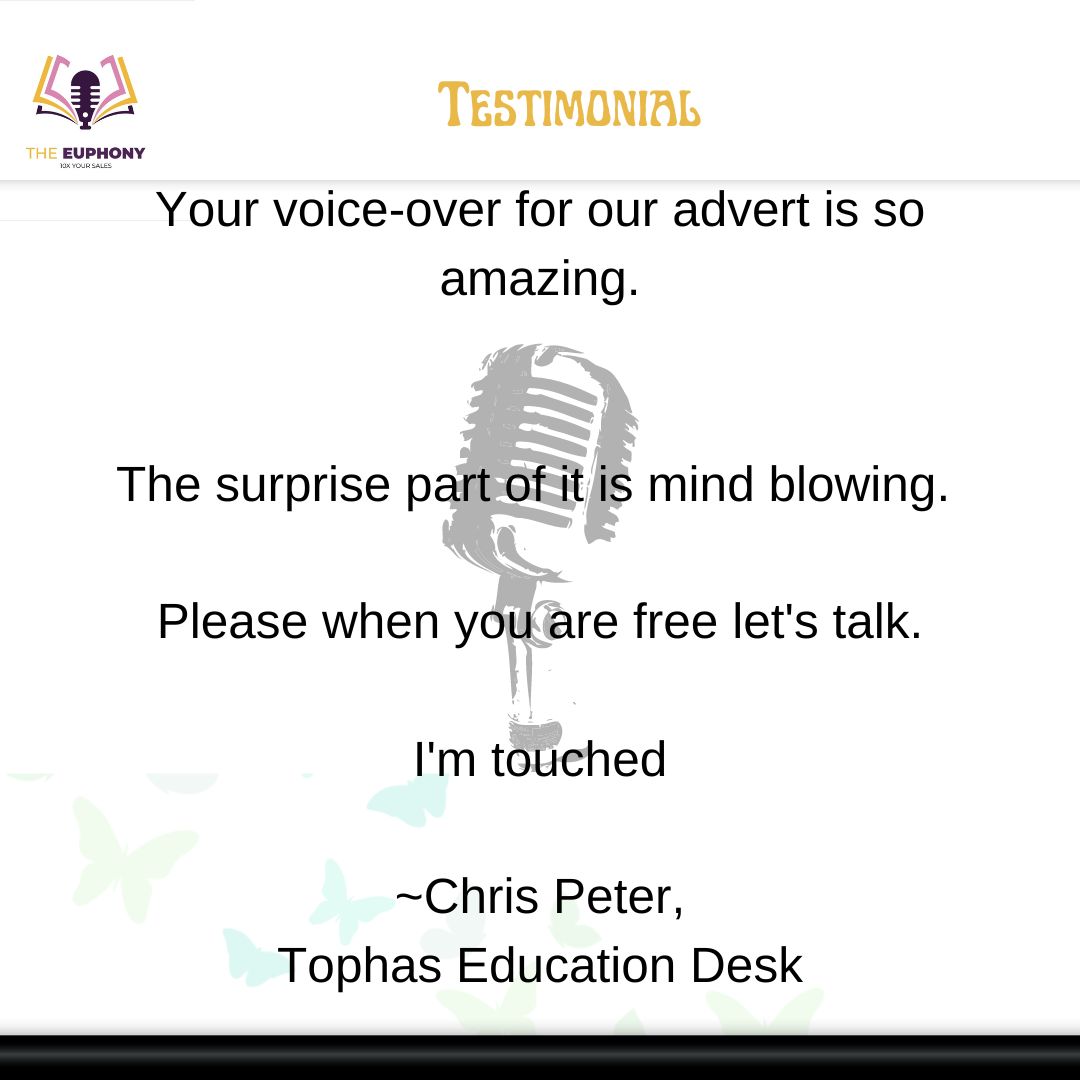 TESTIMONIAL
THE EUPHONY
10X YOUR SALES
Your voice-over for our advert is so
amazing.
The surprise part of it is mind blowing.
Please when you are free let's talk.
I'm touched
~Chris Peter,
Tophas Education Desk